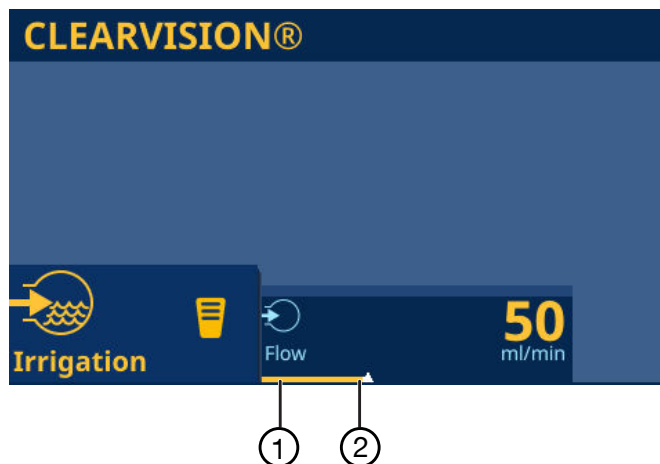 CLEARVISION®
50
Flow
ml/min
Irrigation
1
2